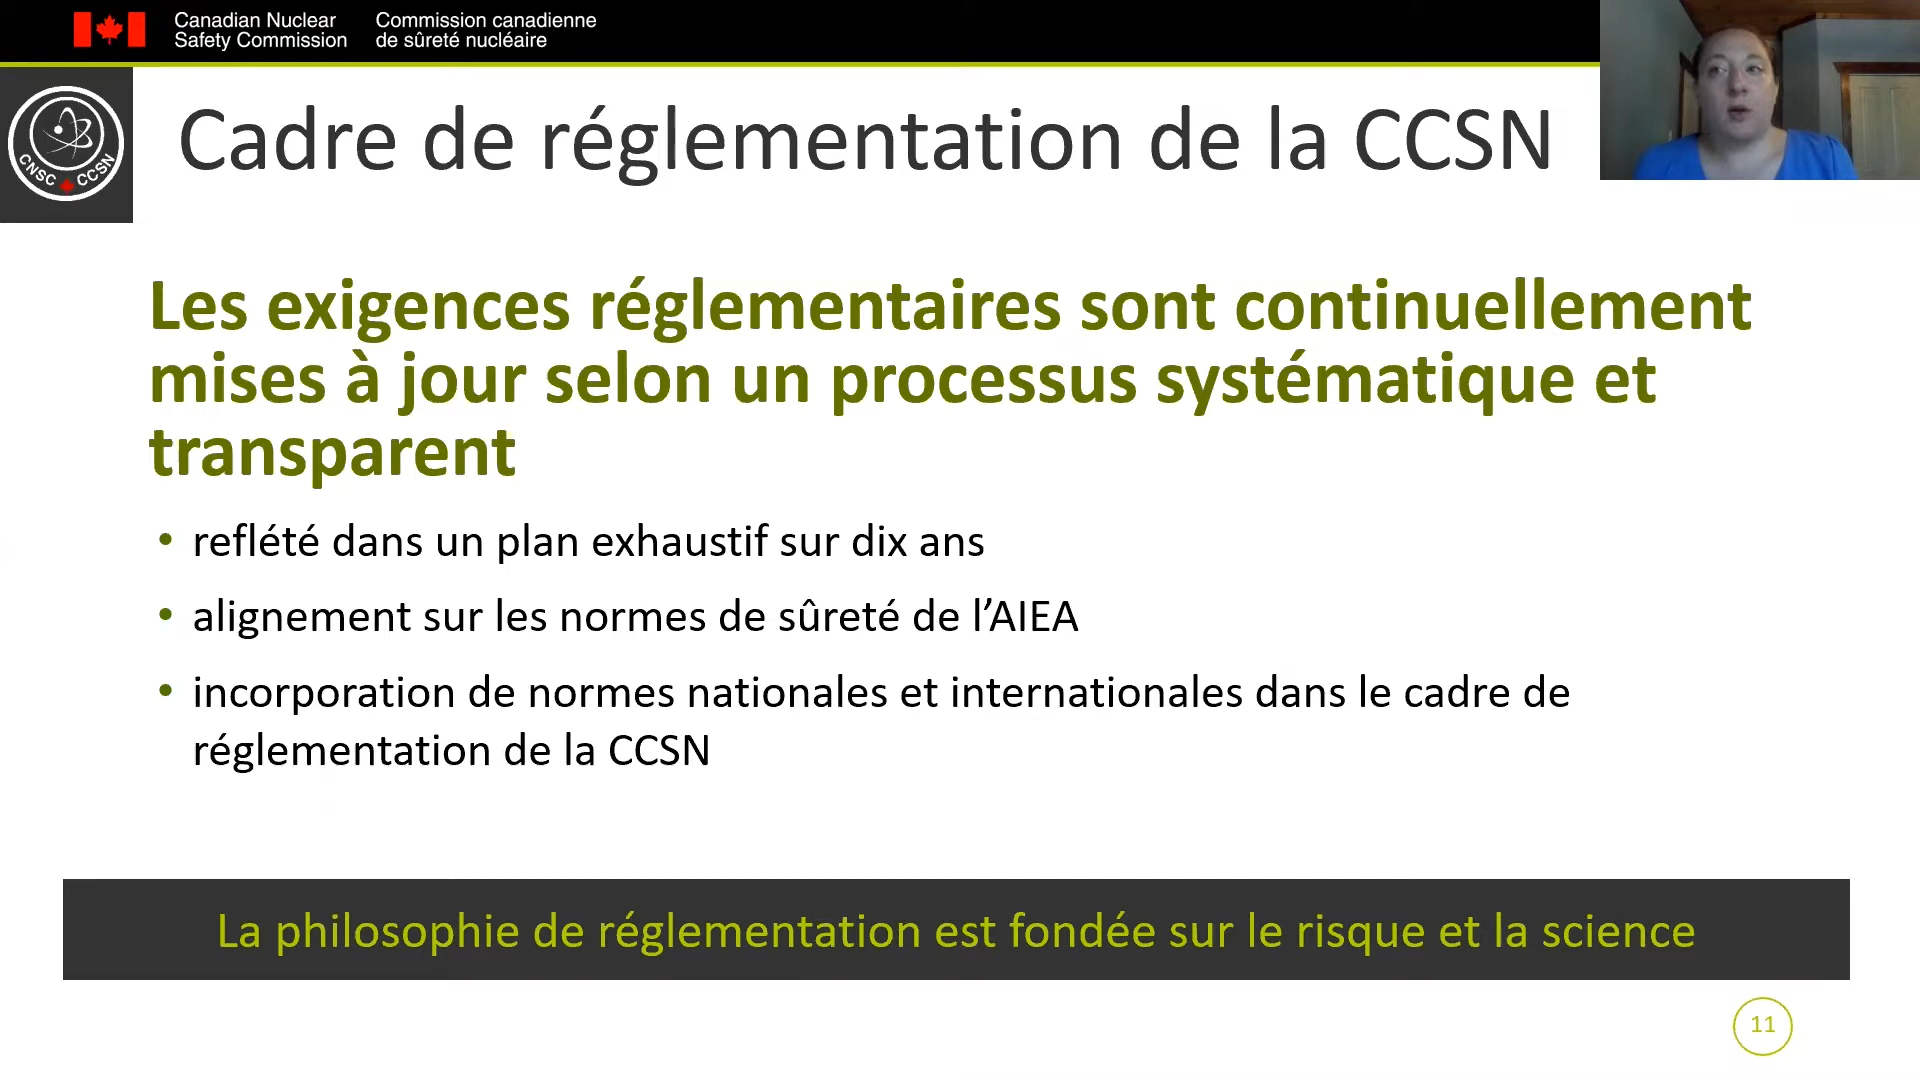 Canadian Nuclear
Safety Commission
Commission canadienne
de sûreté nucléaire
CNSC CCSN
Cadre de réglementation de la CCSN
Les exigences réglementaires sont continuellement
mises à jour selon un processus systématique et
transparent
• reflété dans un plan exhaustif sur dix ans
• alignement sur les normes de sûreté de l’AIEA
• incorporation de normes nationales et internationales dans le cadre de
réglementation de la CCSN
La philosophie de réglementation est fondée sur le risque et la science
11